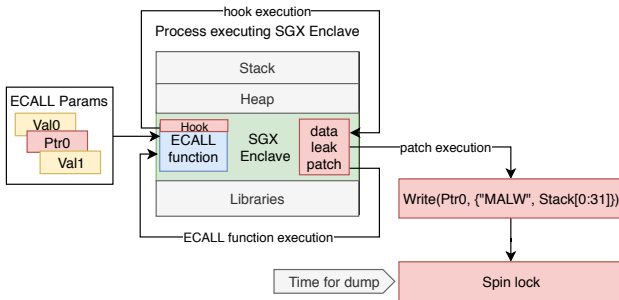 hook execution
Process executing SGX Enclave
Stack
Heap
ECALL Params
Val0
Ptr0
Val1
Hook
ECALL
function
SGX
Enclave
data
leak
patch
patch execution
Libraries
Write(Ptr0, {"MALW", Stack[0:31]})
ECALL function execution
Time for dump
Spin lock